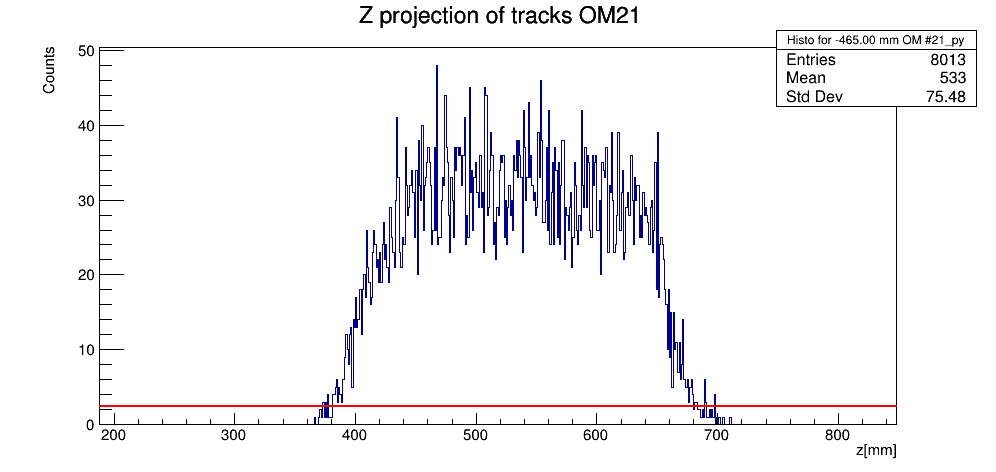 Z projection of tracks OM21
Histo for -465.00 mm OM #21_py
Entries 8013
Mean 533
Std Dev 75.48
Counts
50
40
30
20
10
0
200 300 400 500 600 700 800
z[mm]